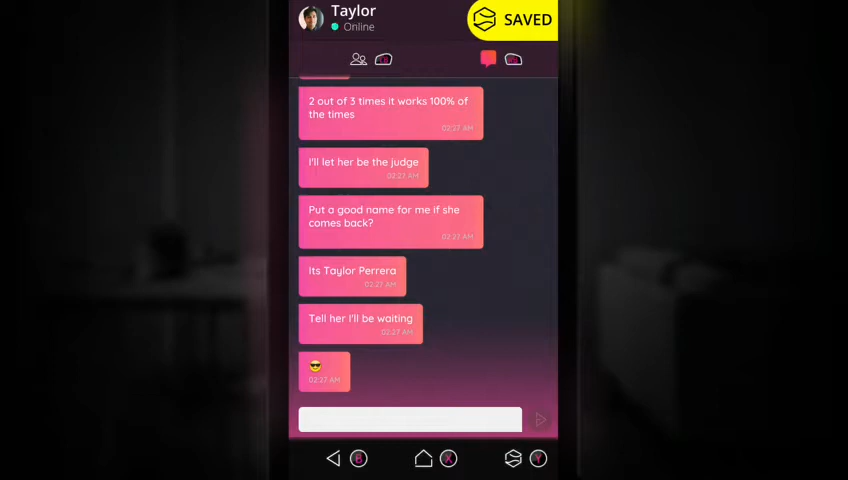 Taylor
Online
SAVED
2 out of 3 times it works 100% of
the times
02:27 AM
I'll let her be the judge
02:27 AM
Put a good name for me if she
comes back?
02:27 AM
Its Taylor Perrera
02:27 AM
Tell her I'll be waiting
02:27 AM
02:27 AM
B
X
Y